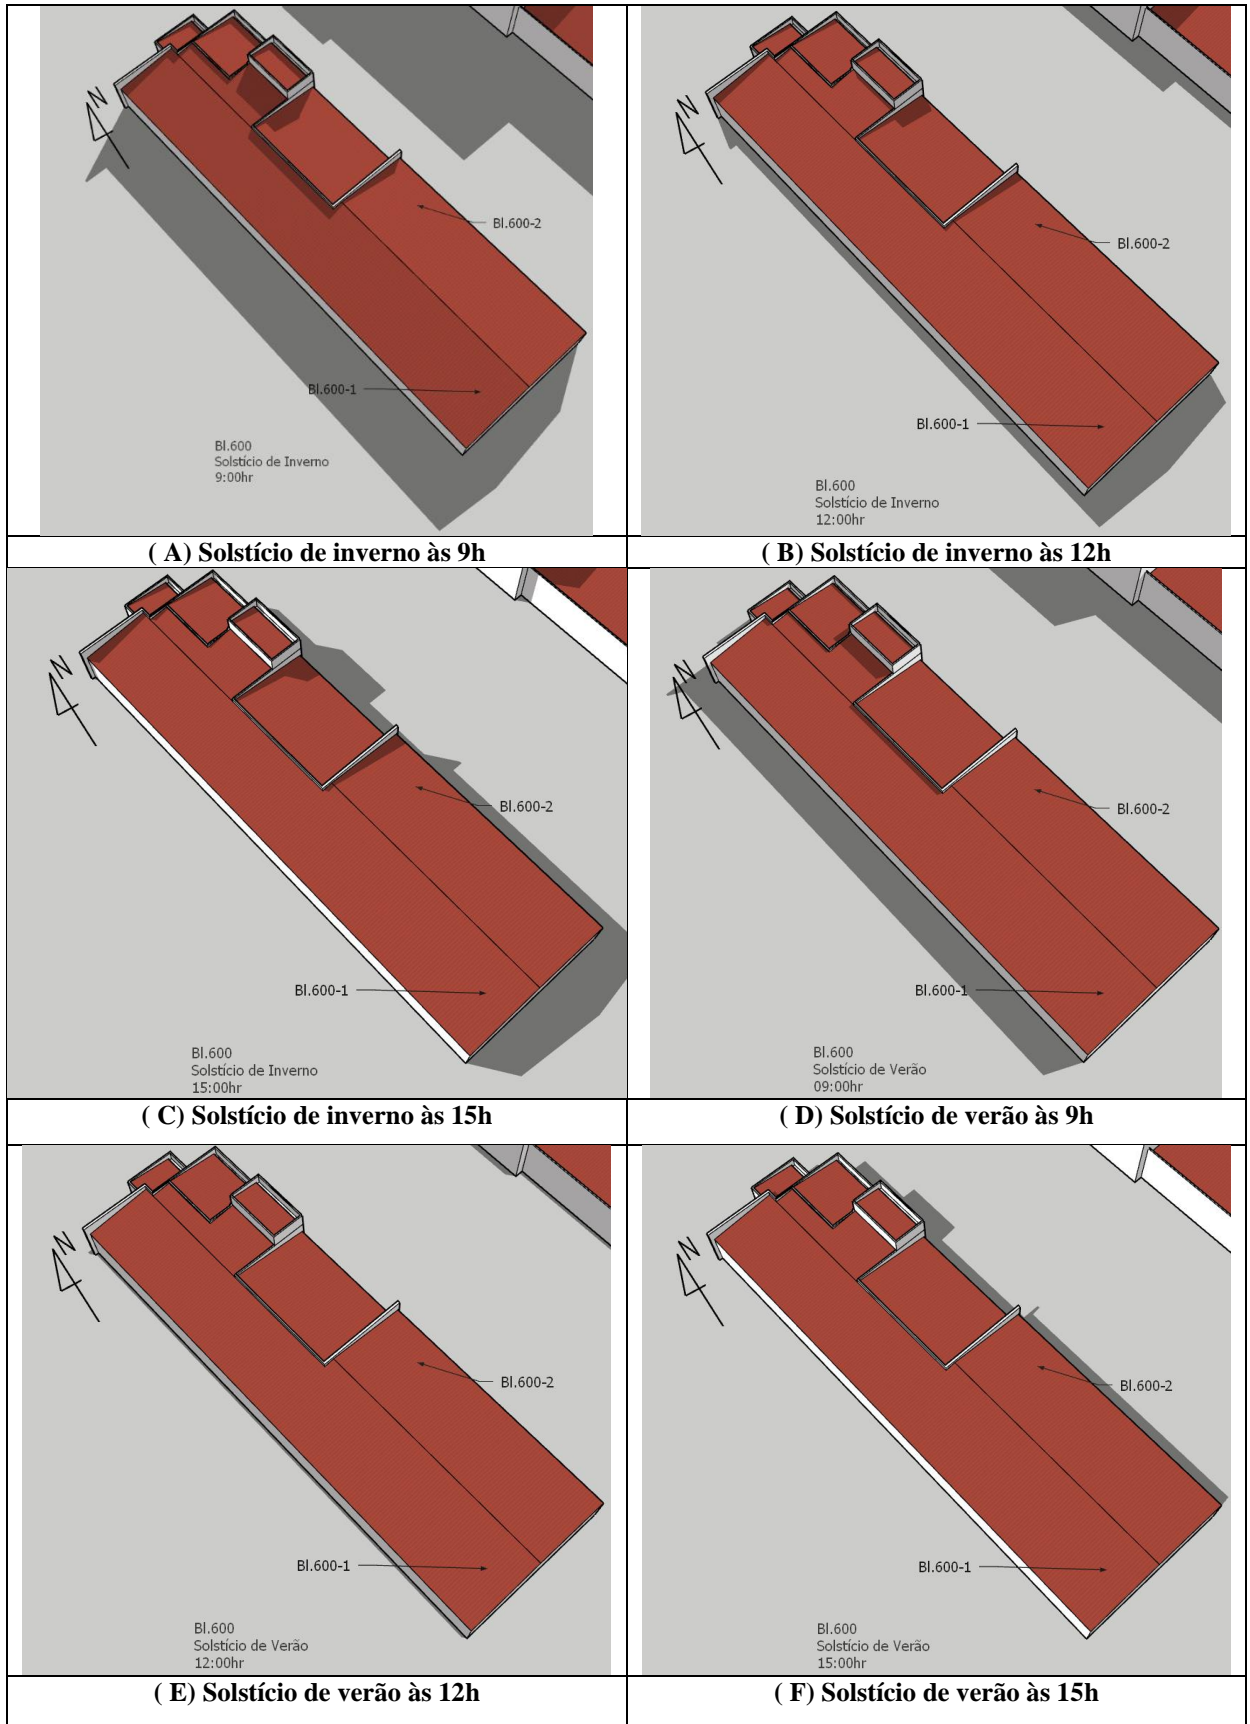 N
Bl.600-2
Bl.600-1
Bl.600
Solstício de Inverno
9:00hr
N
Bl.600-2
Bl.600-1
Bl.600
Solstício de Inverno
12:00hr
( A) Solstício de inverno às 9h
( B) Solstício de inverno às 12h
N
Bl.600-2
Bl.600-1
Bl.600
Solstício de Inverno
15:00hr
N
Bl.600-2
Bl.600-1
Bl.600
Solstício de Verão
09:00hr
( C) Solstício de inverno às 15h
( D) Solstício de verão às 9h
N
Bl.600-2
Bl.600-1
Bl.600
Solstício de Verão
12:00hr
N
Bl.600-2
Bl.600-1
Bl.600
Solstício de Verão
15:00hr
( E) Solstício de verão às 12h
( F) Solstício de verão às 15h